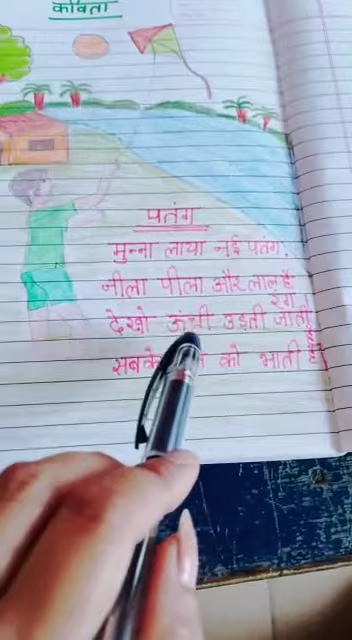 कविता
पतंग
मुन्ना लाया नई पतंग.
नीला पीला और लाल है रंग
देखो ऊंची उड़ती जाती है
सबके को भाती है